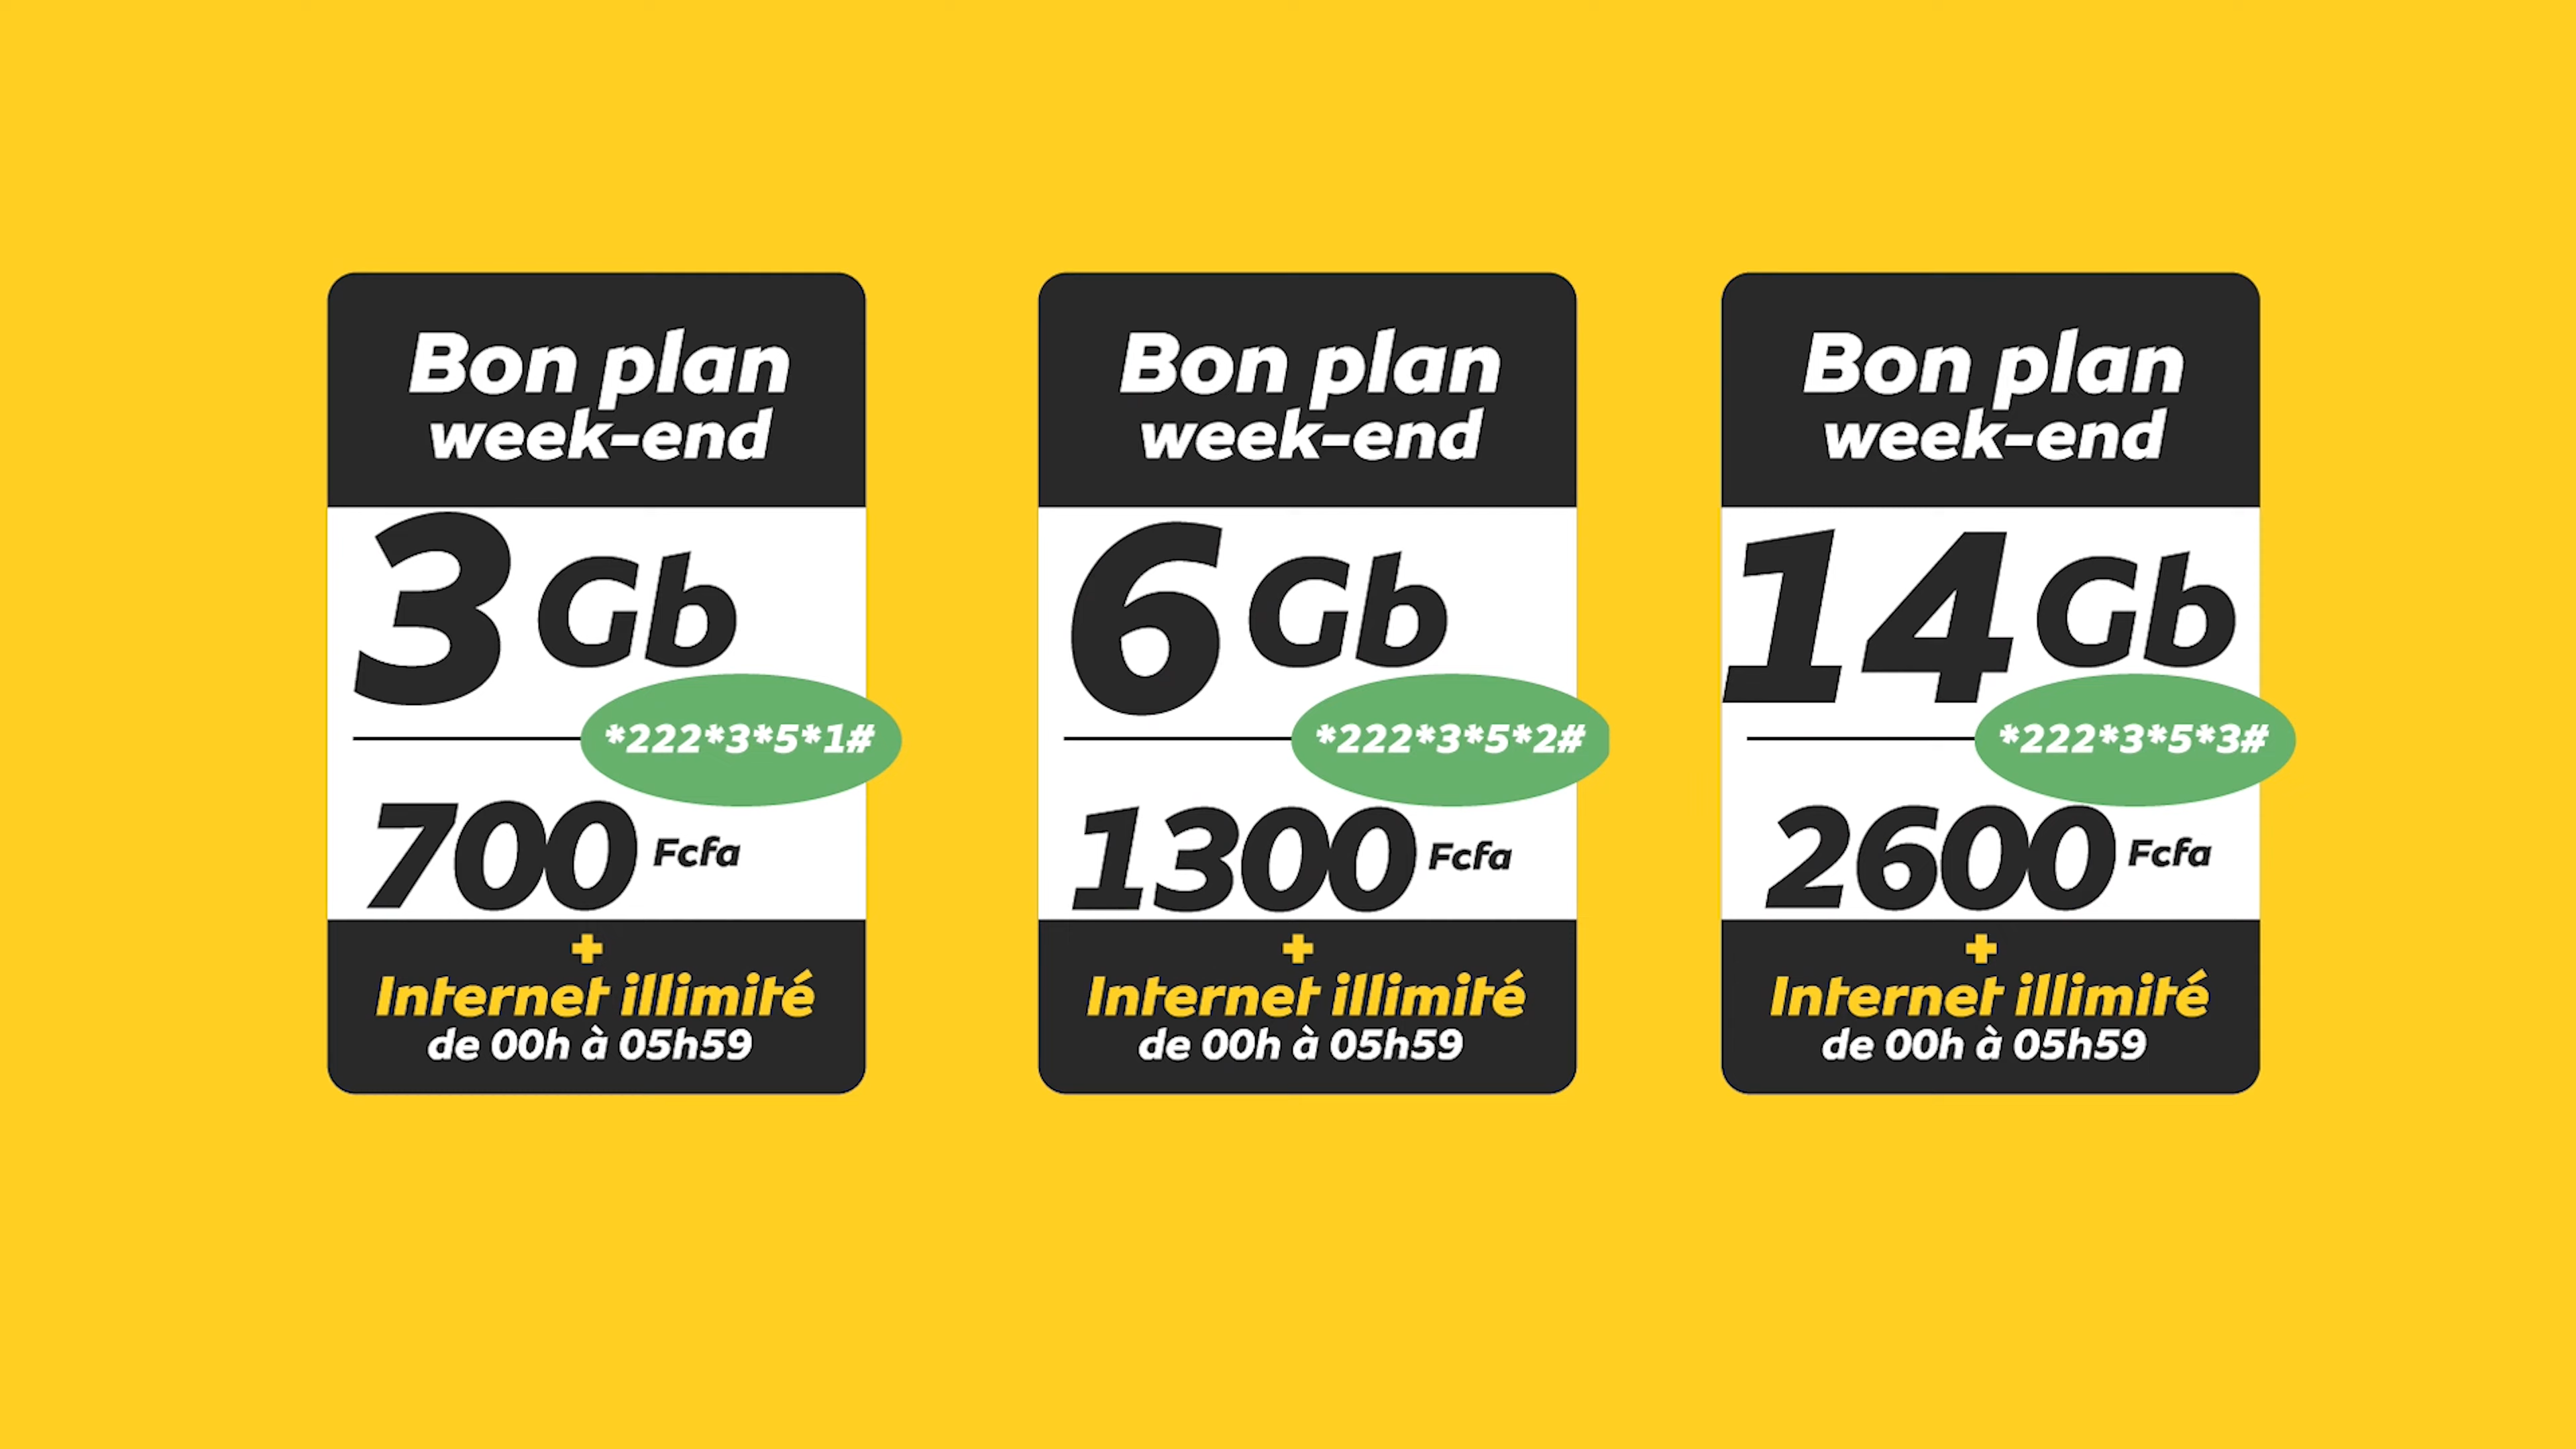 Bon plan
week-end
3 Gb
*222*3*5*1#
700 Fcfa
+
Internet illimité
de 00h à 05h59
Bon plan
week-end
6 Gb
*222*3*5*2#
1300 Fcfa
+
Internet illimité
de 00h à 05h59
Bon plan
week-end
14 Gb
*222*3*5*3#
2600 Fcfa
+
Internet illimité
de 00h à 05h59